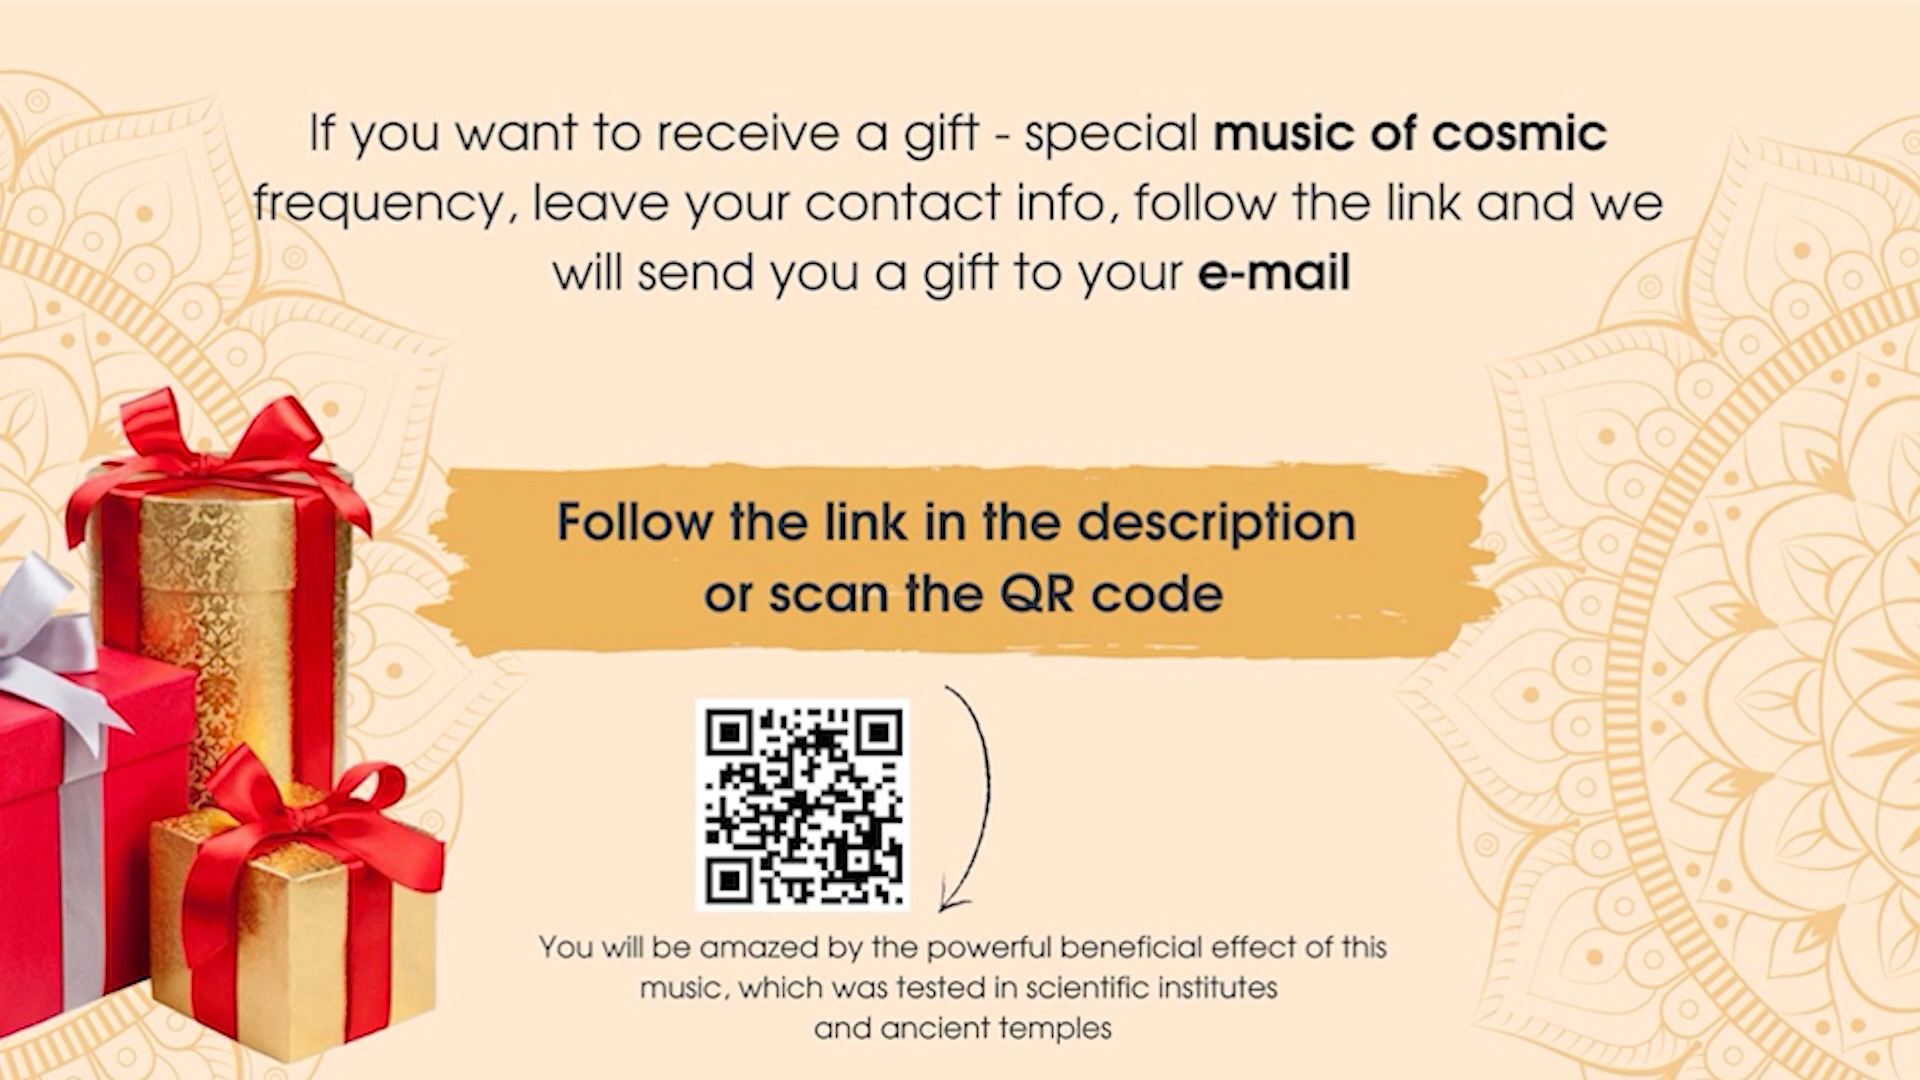 If you want to receive a gift - special music of cosmic
frequency, leave your contact info, follow the link and we
will send you a gift to your e-mail
Follow the link in the description
or scan the QR code
You will be amazed by the powerful beneficial effect of this
music, which was tested in scientific institutes
and ancient temples